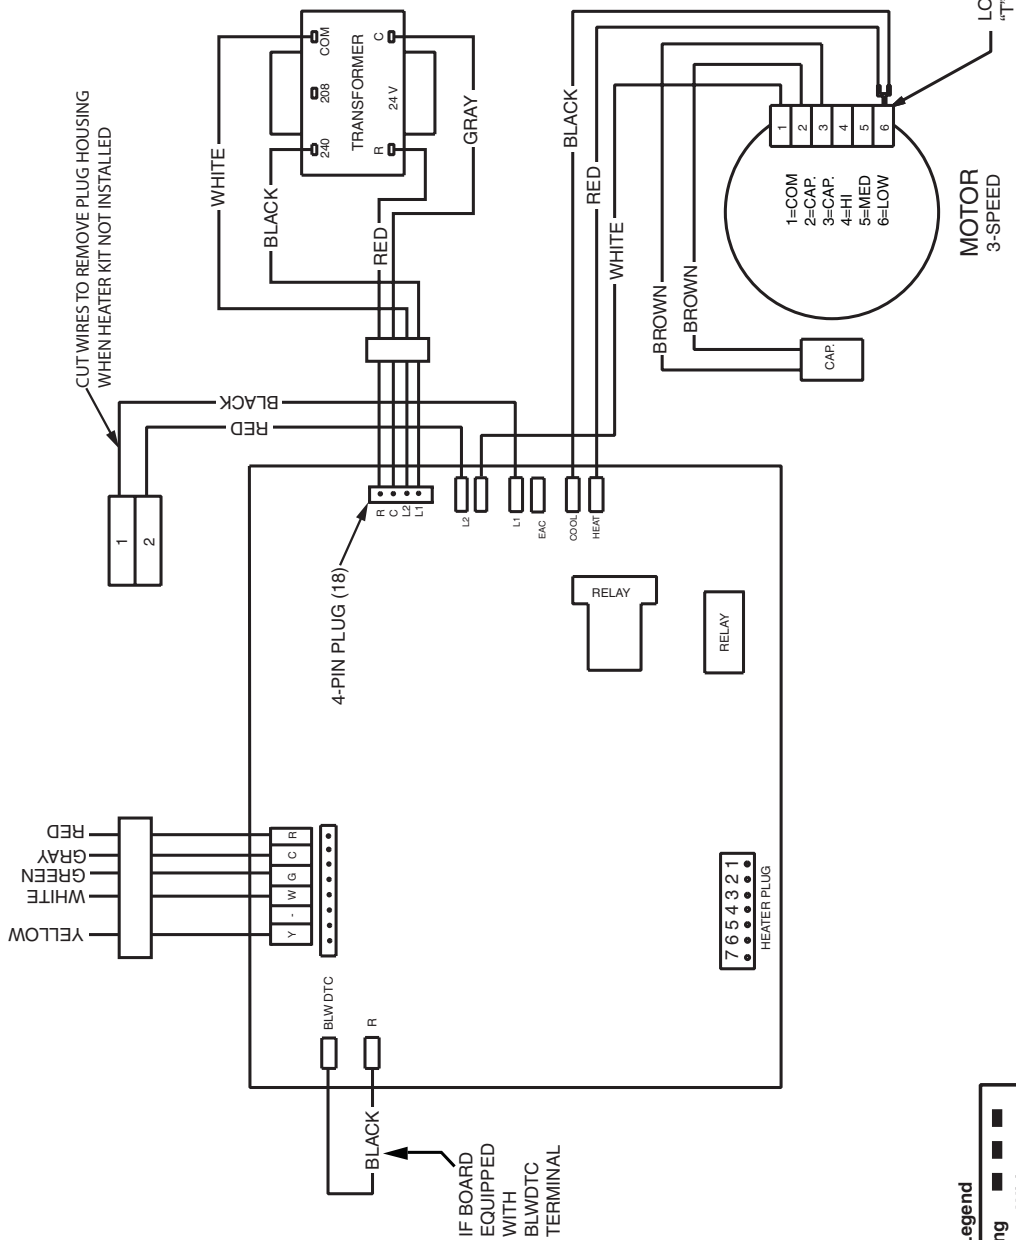 CUT WIRES TO REMOVE PLUG HOUSING
WHEN HEATER KIT NOT INSTALLED
1
2
BLACK
RED
WHITE
BLACK
RED
GRAY
COM
208
240
TRANSFORMER
24 V
C
R
BLACK
RED
WHITE
BROWN
BROWN
CAP.
1
2
3
4
5
6
1=COM
2=CAP.
3=CAP.
4=HI
5=MED
6=LOW
MOTOR
3-SPEED
4-PIN PLUG (18)
R
C
L2
L1
L2
L1
EAC
COOL
HEAT
RELAY
RELAY
RED
GRAY
GREEN
WHITE
YELLOW
R
C
G
W
-
Y
BLW DTC
R
BLACK
IF BOARD
EQUIPPED
WITH
BLWDTC
TERMINAL
7 6 5 4 3 2 1
HEATER PLUG